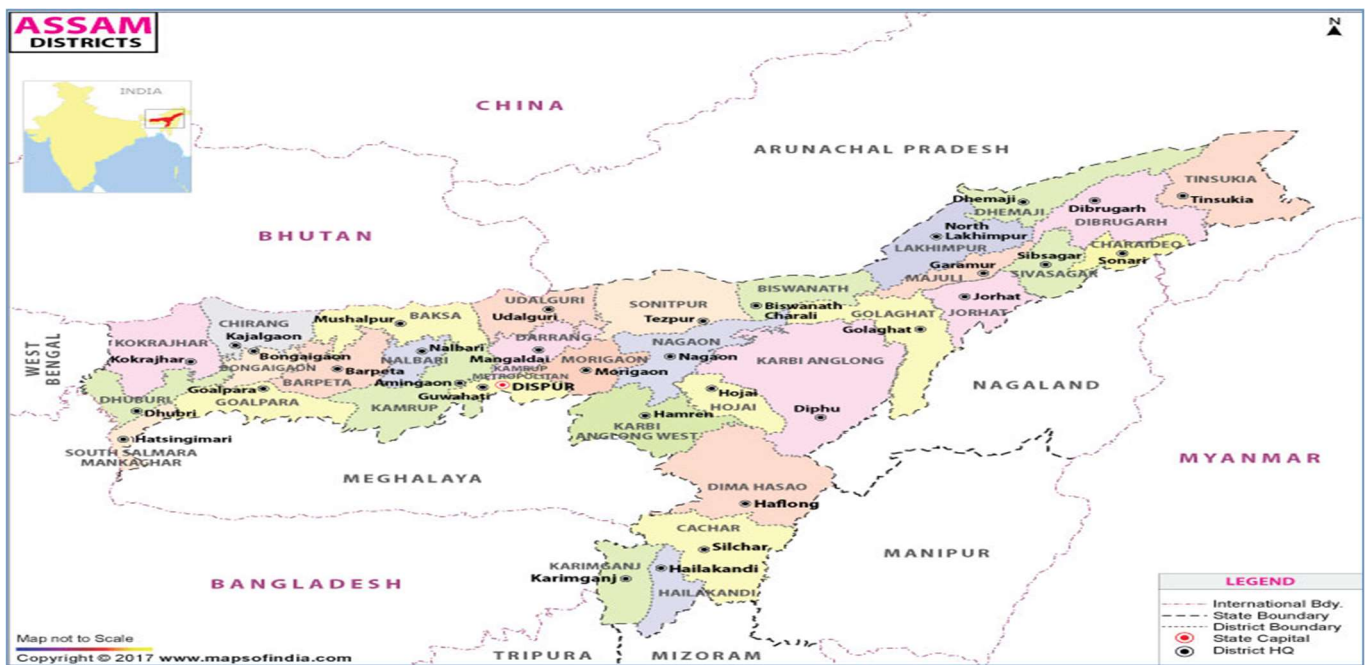 ASSAM
DISTRICTS
N
INDIA
CHINA
ARUNACHAL PRADESH
BHUTAN
TINSUKIA
Tinsukia
Dhemaji
DHEMAJI
Dibrugarh
DIBRUGARH
North
Lakhimpur
LAKHIMPUR
CHARAIDEO
Sonari
Sibsagar
SIVASAGAR
Garamur
MAJULI
Jorhat
JORHAT
BISWANATH
Biswanath
Charali
GOLAGHAT
Golaghat
SONITPUR
Tezpur
UDALGURI
Udalguri
BAKSA
Mushalpur
CHIRANG
Kajalgaon
KOKRAJHAR
Kokrajhar
WEST
BENGAL
Bongaigaon
BONGAIGAON
Barpeta
BARPETA
Nalbari
NALBARI
DARRANG
Mangaldai
KAMRUP
METROPOLITAN
DISPUR
Guwahati
Amingaon
KAMRUP
MORIGAON
Morigaon
NAGAON
Nagaon
KARBI ANGLONG
Diphu
NAGALAND
Goalpara
GOALPARA
DHUBURI
Dhubri
Hatsingimari
SOUTH SALMARA
MANKACHAR
Hojai
HOJAI
Hamren
KARBI
ANGLONG WEST
MEGHALAYA
MYANMAR
DIMA HASAO
Haflong
CACHAR
Silchar
MANIPUR
KARIMGANJ
Karimganj
Hailakandi
HAILAKANDI
BANGLADESH
TRIPURA
MIZORAM
LEGEND
International Bdy.
State Boundary
District Boundary
State Capital
District HQ
Map not to Scale
Copyright © 2017 www.mapsofindia.com